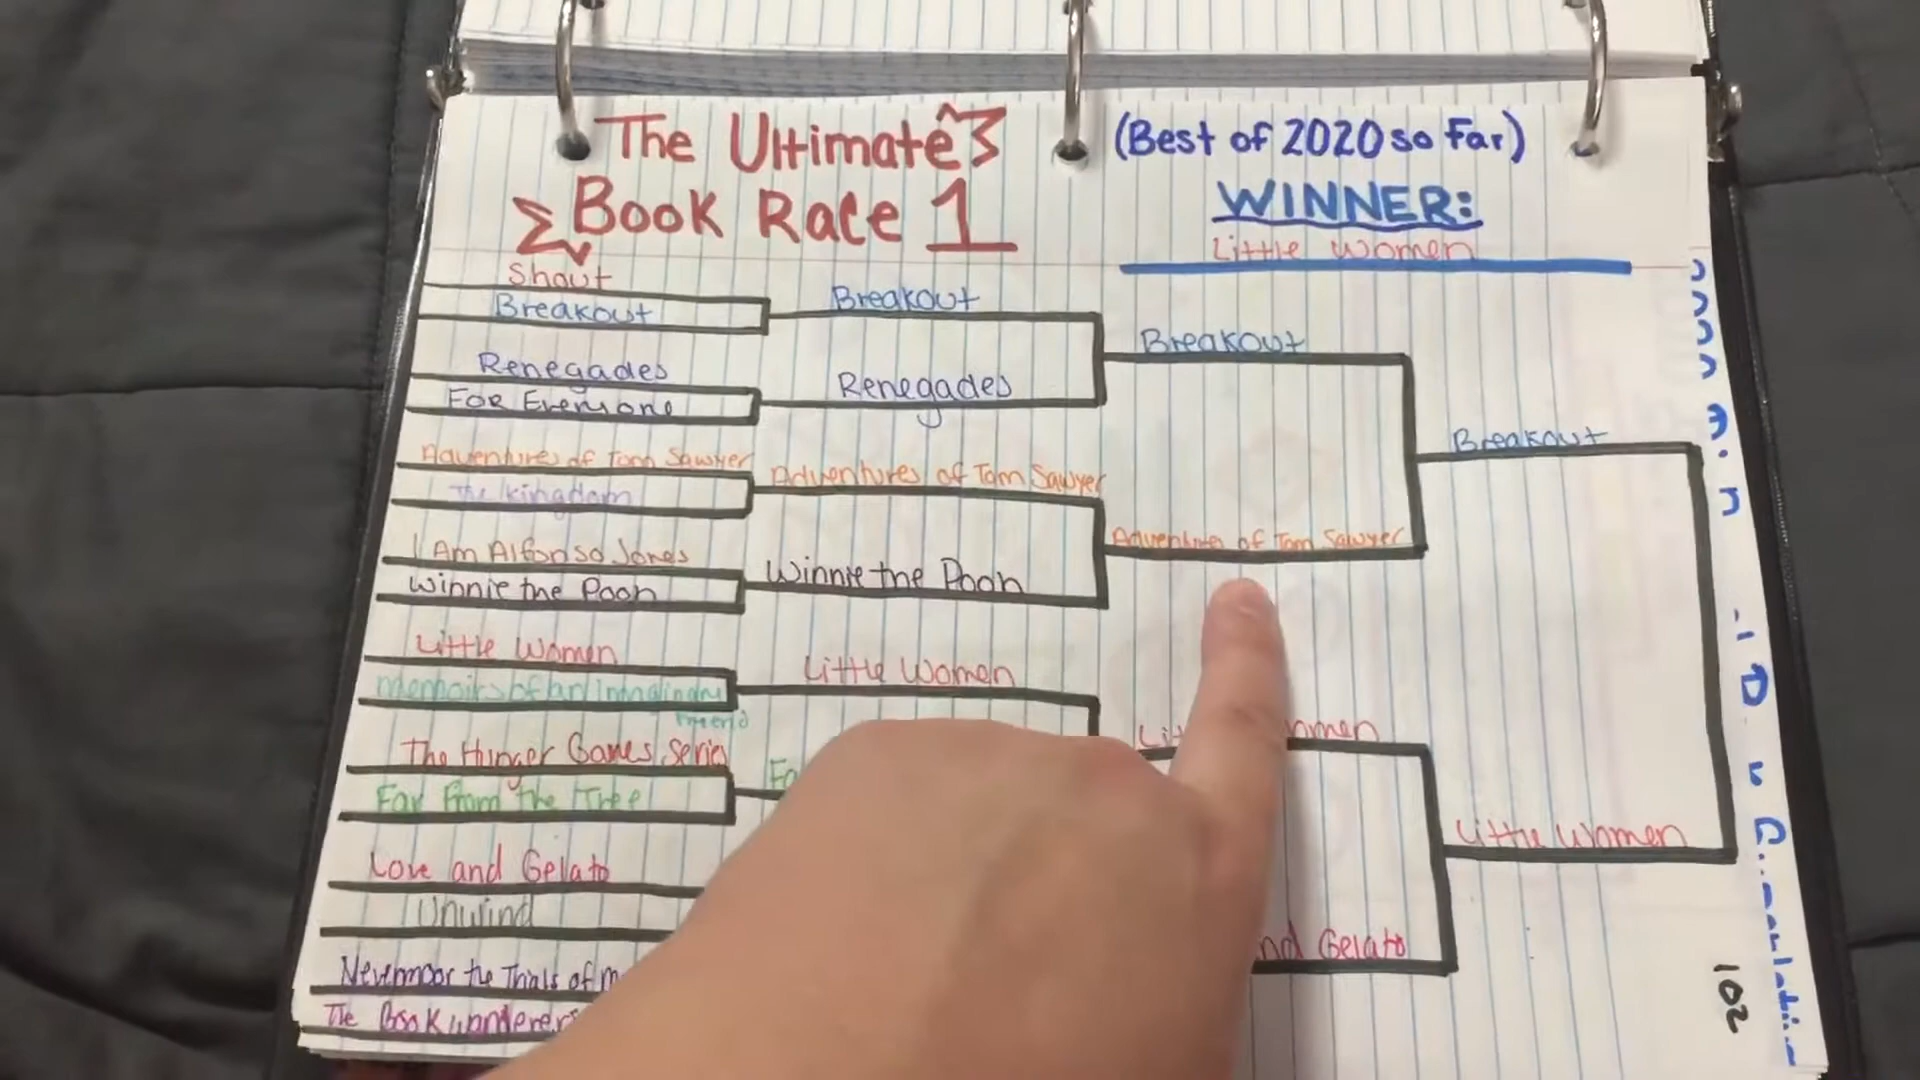 The Ultimate
Book Race 1
(Best of 2020 so far)
WINNER:
Little Women
Shout
Breakout
Renegades
For Everyone
Adventures of Tom Sawyer
The Kingdom
I Am Alfonso Jones
Winnie the Pooh
Little Women
Memoirs of an Imaginary
Friend
The Hunger Games Series
Far From the Tree
Love and Gelato
Unwind
Nevermoor the Trials of
The Bookwanderers
Breakout
Renegades
Adventures of Tom Sawyer
Winnie the Pooh
Little Women
Breakout
Adventures of Tom Sawyer
and Gelato
Breakout
Little Women
102